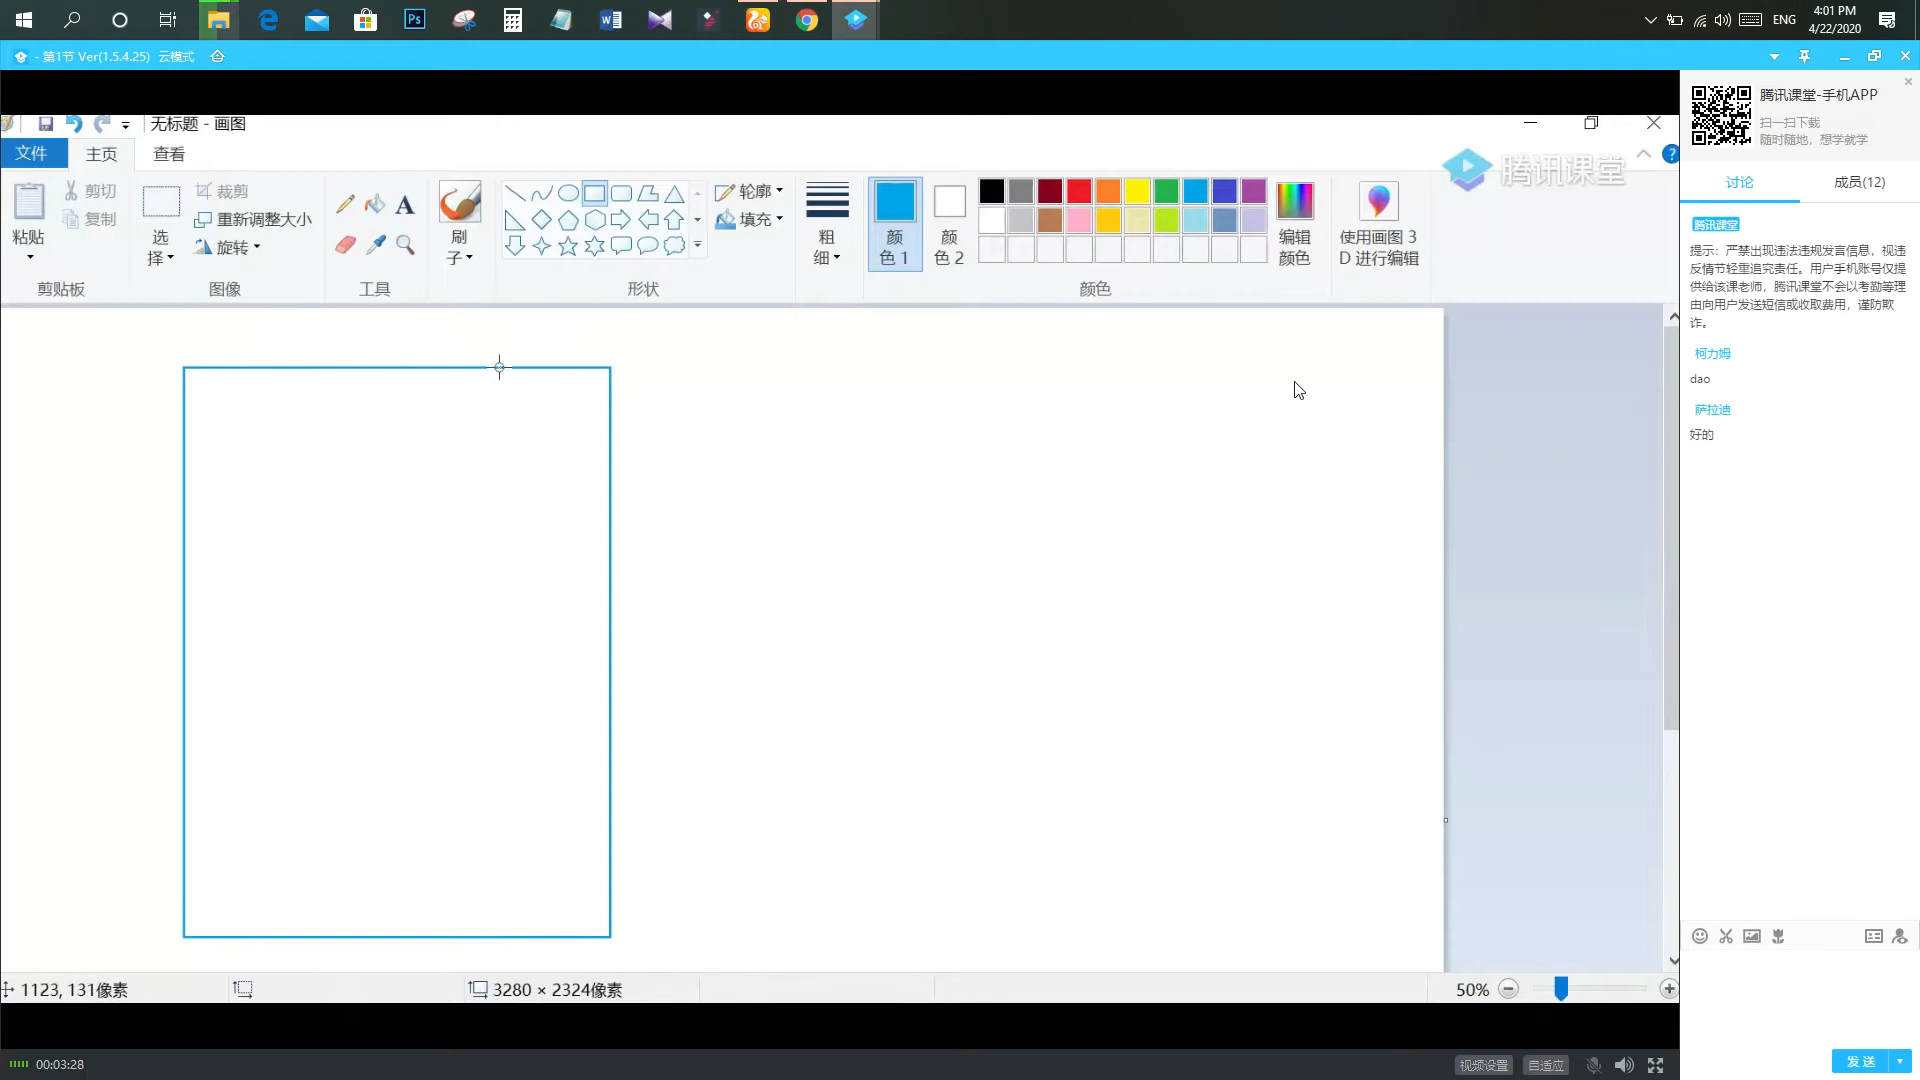 4:01 PM
ENG
4/22/2020
- 第1节 Ver(1.5.4.25) 云模式
无标题 - 画图
文件 主页 查看
腾讯课堂
粘贴
剪切
复制
剪贴板
选择
裁剪
重新调整大小
旋转
图像
A
工具
刷子
轮廓
填充
形状
粗细
颜色 1
颜色 2
编辑颜色
颜色
使用画图 3
D 进行编辑
1123, 131像素
3280 × 2324像素
50%
00:03:28
视频设置 自适应
腾讯课堂-手机APP
扫一扫下载
随时随地，想学就学
讨论 成员(12)
腾讯课堂
提示：严禁出现违法违规发言信息，视违
反情节轻重追究责任。用户手机账号仅提
供给该课老师，腾讯课堂不会以考勤等理
由向用户发送短信或收取费用，谨防欺
诈。
柯力姆
dao
萨拉迪
好的
发送